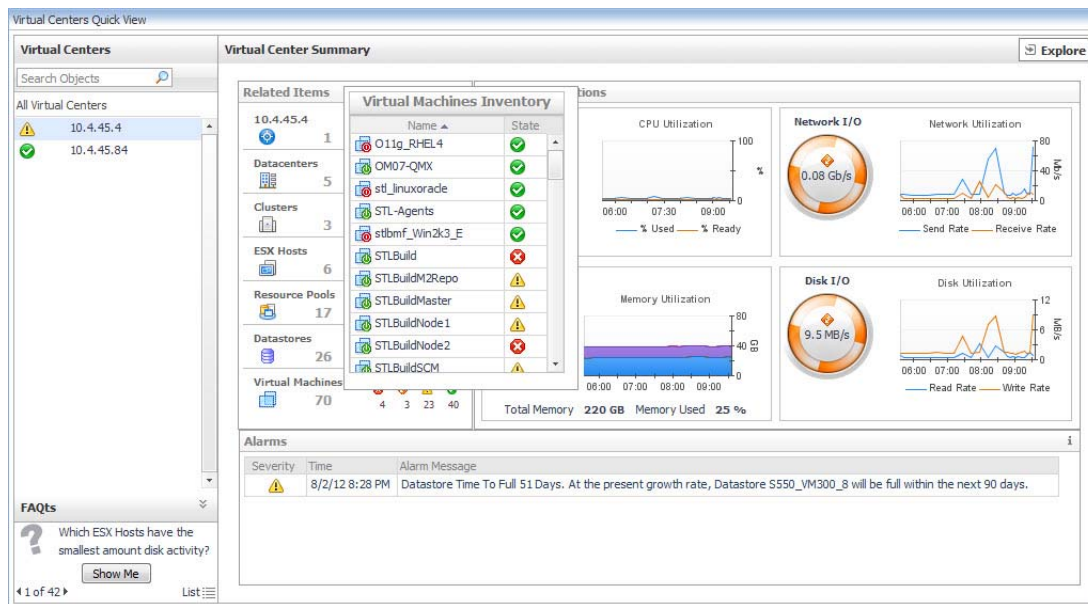 Virtual Centers Quick View
Virtual Centers
Search Objects
All Virtual Centers
10.4.45.4
10.4.45.84
FAQts
Which ESX Hosts have the
smallest amount disk activity?
Show Me
1 of 42
List
Virtual Center Summary
Explore
Related Items
10.4.45.4
1
Datacenters
5
Clusters
3
ESX Hosts
6
Resource Pools
17
Datastores
26
Virtual Machines
70
4 3 23 40
Virtual Machines Inventory
Name State
O11g_RHEL4
OM07-QMX
stl_linuxoracle
STL-Agents
stlbmf_Win2k3_E
STLBuild
STLBuildM2Repo
STLBuildMaster
STLBuildNode1
STLBuildNode2
STLBuildSCM
CPU Utilization
100
%
0
06:00 07:30 09:00
% Used % Ready
Network I/O
0.08 Gb/s
Network Utilization
80
40
0
Mb/s
06:00 07:00 08:00 09:00
Send Rate Receive Rate
Memory Utilization
80
40
0
GB
06:00 07:00 08:00 09:00
Total Memory 220 GB Memory Used 25 %
Disk I/O
9.5 MB/s
Disk Utilization
12
6
0
MB/s
06:00 07:00 08:00 09:00
Read Rate Write Rate
Alarms
Severity Time Alarm Message
8/2/12 8:28 PM Datastore Time To Full 51 Days. At the present growth rate, Datastore S550_VM300_8 will be full within the next 90 days.